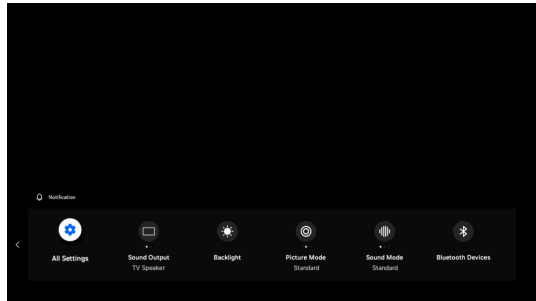 Notification
All Settings
Sound Output
TV Speaker
Backlight
Picture Mode
Standard
Sound Mode
Standard
Bluetooth Devices